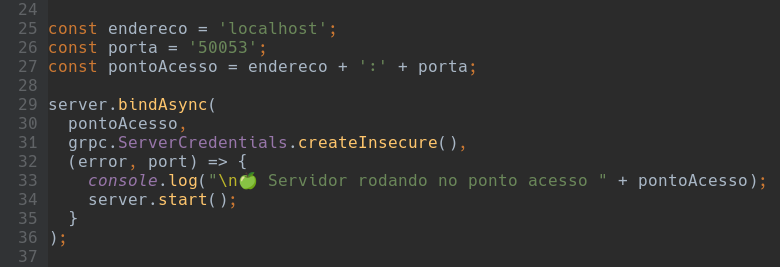 24
25 const endereco = 'localhost';
26 const porta = '50053';
27 const pontoAcesso = endereco + ':' + porta;
28
29 server.bindAsync(
30   pontoAcesso,
31   grpc.ServerCredentials.createInsecure(),
32   (error, port) => {
33     console.log("\n🍏 Servidor rodando no ponto acesso " + pontoAcesso);
34     server.start();
35   }
36 );
37